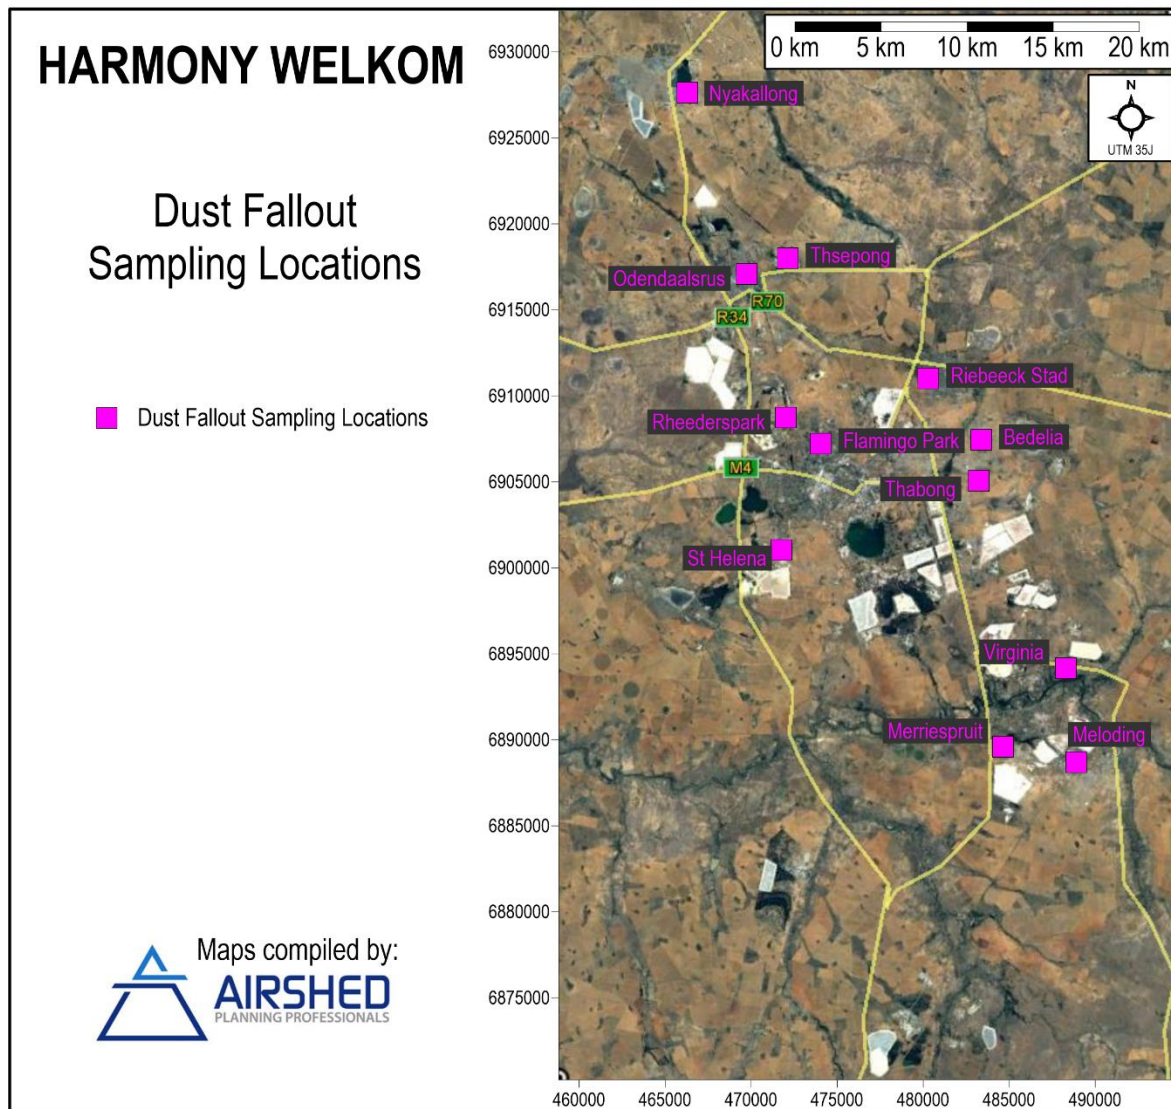 HARMONY WELKOM
Dust Fallout
Sampling Locations
Dust Fallout Sampling Locations
Maps compiled by:
AIRSHED
PLANNING PROFESSIONALS
0 km 5 km 10 km 15 km 20 km
N
UTM 35J
6930000
6925000
6920000
6915000
6910000
6905000
6900000
6895000
6890000
6885000
6880000
6875000
Nyakallong
Thsepong
Odendaalsrus
R70
R34
Riebeeck Stad
Rheederspark
Flamingo Park
Bedelia
M4
Thabong
St Helena
Virginia
Merriespruit
Meloding
460000 465000 470000 475000 480000 485000 490000